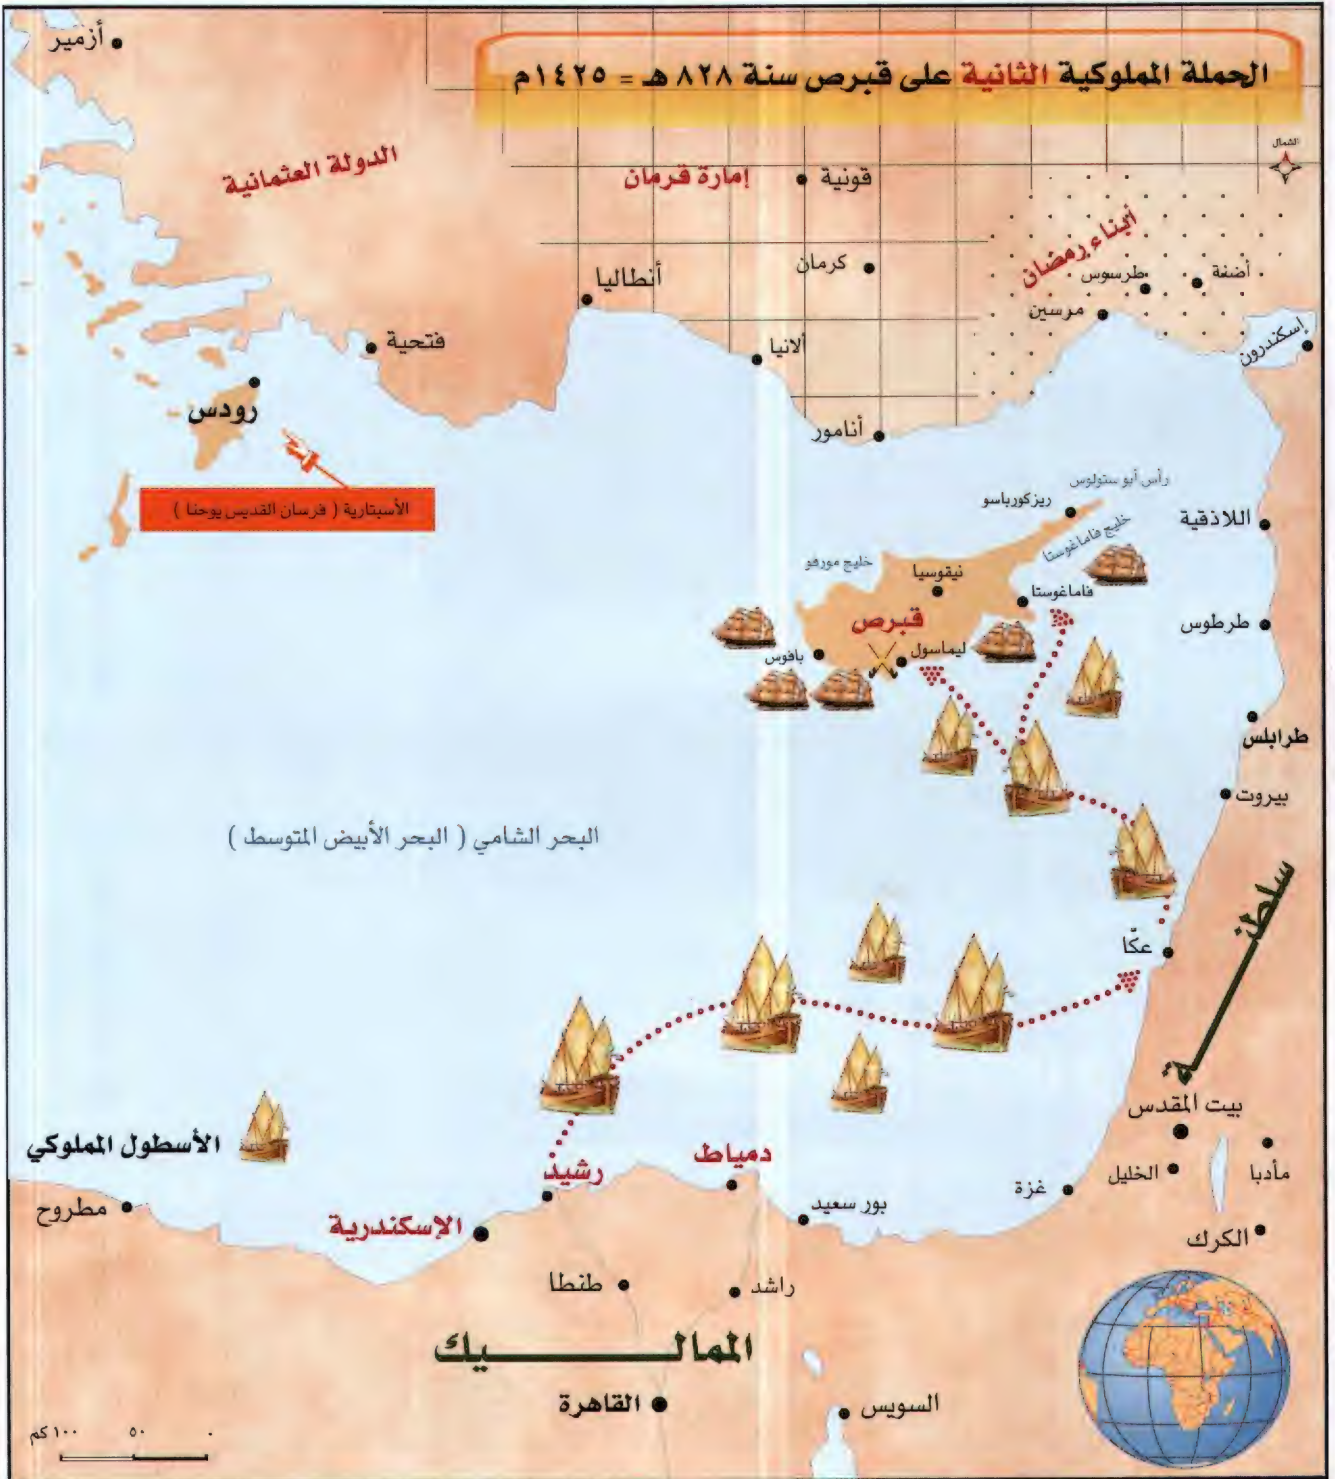 الحملة المملوكية الثانية على قبرص سنة ٨٢٨ هـ = ١٤٢٥م
أزمير
الشمال
الدولة العثمانية
إمارة قرمان
قونية
أبناء رمضان
كرمان
طرسوس
أضنة
أنطاليا
مرسين
إسكندرون
فتحية
ألانيا
رودس
أنامور
الأسبتارية ( فرسان القديس يوحنا )
رأس أبو ستولوس
ريزكورباسو
اللاذقية
خليج فاماغوستا
خليج مورفو
نيقوسيا
فاماغوستا
قبرص
طرطوس
ليماسول
بافوس
طرابلس
بيروت
البحر الشامي ( البحر الأبيض المتوسط )
سلطنة
عكّا
بيت المقدس
الأسطول المملوكي
دمياط
رشيد
مأدبا
الخليل
غزة
مطروح
بور سعيد
الإسكندرية
الكرك
طنطا
راشد
المماليك
القاهرة
السويس
٠
٥٠
١٠٠ كم